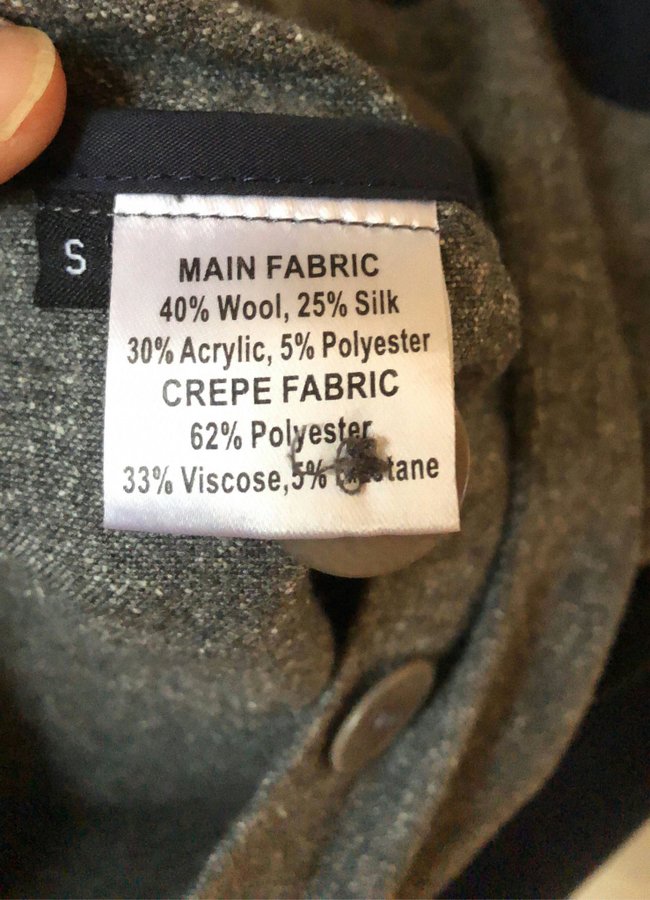 S
MAIN FABRIC
40% Wool, 25% Silk
30% Acrylic, 5% Polyester
CREPE FABRIC
62% Polyester
33% Viscose, 5%